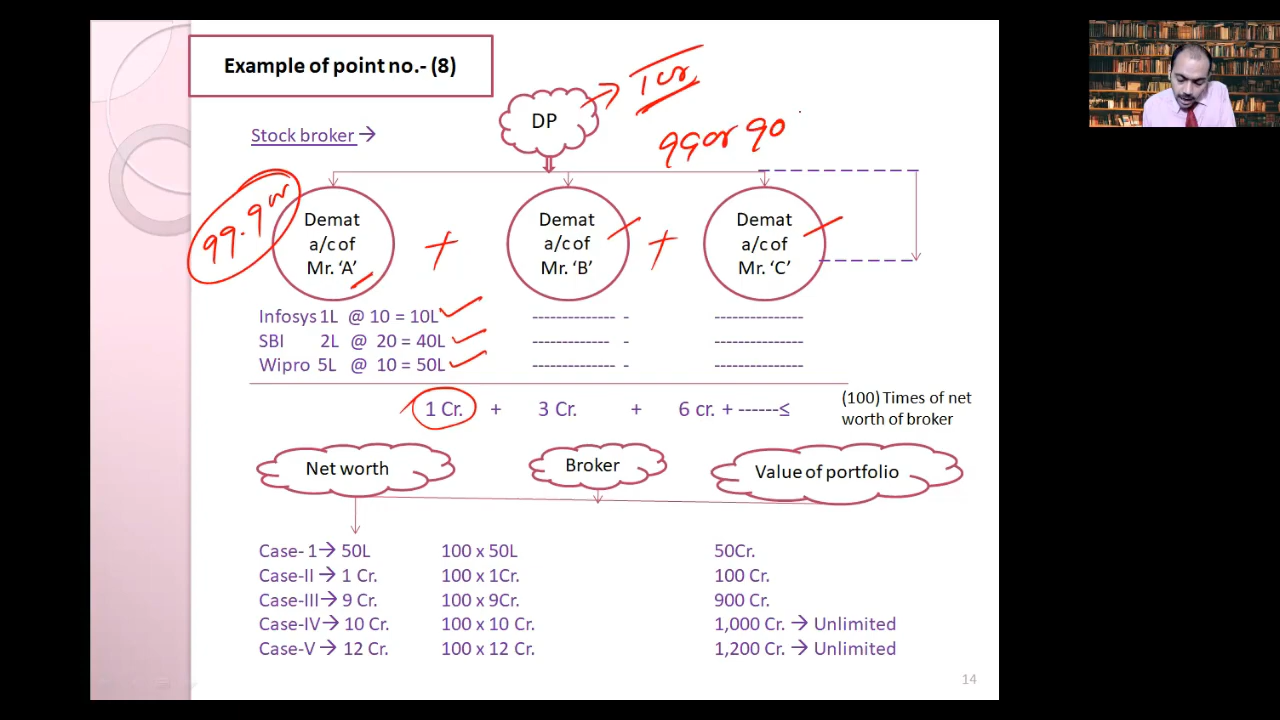 Example of point no.- (8)
DP
1 cr
Stock broker →
99 or 90
99.9 cr
Demat
a/c of
Mr. ‘A’
+
Demat
a/c of
Mr. ‘B’
+
Demat
a/c of
Mr. ‘C’
Infosys 1L @ 10 = 10L -------------- -
SBI 2L @ 20 = 40L ------------- -
Wipro 5L @ 10 = 50L -------------- -
1 Cr. + 3 Cr. + 6 cr. + ------≤
(100) Times of net
worth of broker
Net worth
Broker
Value of portfolio
Case- 1→ 50L 100 x 50L 50Cr.
Case-II → 1 Cr. 100 x 1Cr. 100 Cr.
Case-III→ 9 Cr. 100 x 9Cr. 900 Cr.
Case-IV→ 10 Cr. 100 x 10 Cr. 1,000 Cr. → Unlimited
Case-V → 12 Cr. 100 x 12 Cr. 1,200 Cr. → Unlimited
14